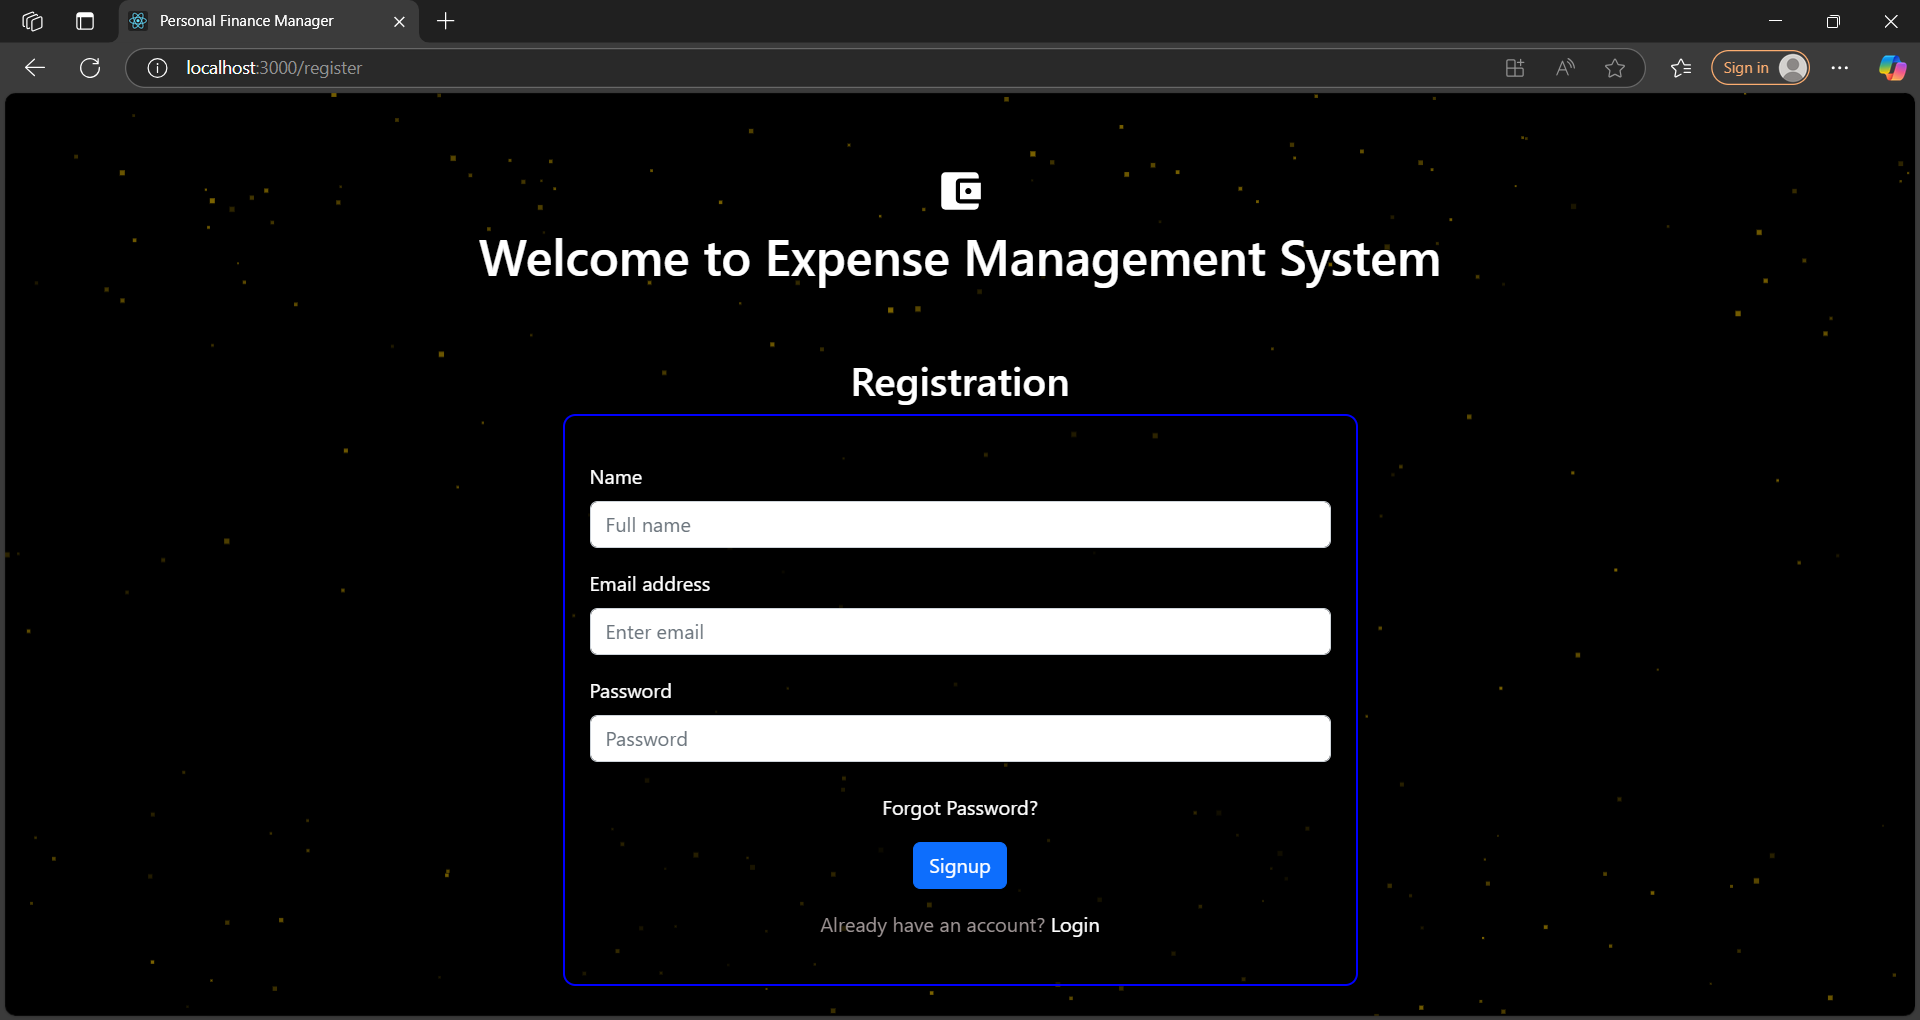 Personal Finance Manager
localhost:3000/register
Sign in
Welcome to Expense Management System
Registration
Name
Full name
Email address
Enter email
Password
Password
Forgot Password?
Signup
Already have an account? Login